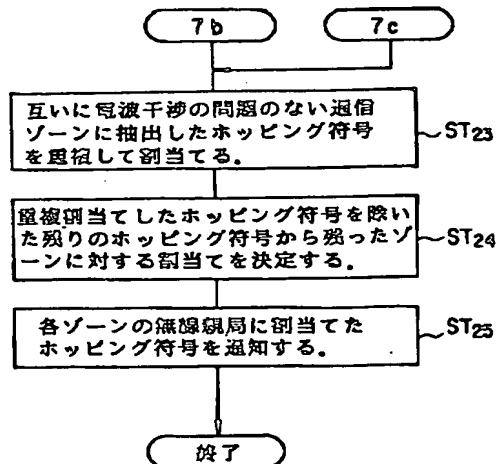 7b
7c
互いに電波干渉の問題のない通信
ゾーンに抽出したホッピング符号
を重複して割当てる。
ST23
重複割当てしたホッピング符号を除い
た残りのホッピング符号から残ったゾ
ーンに対する割当てを決定する。
ST24
各ゾーンの無線親局に割当てた
ホッピング符号を通知する。
ST25
終了